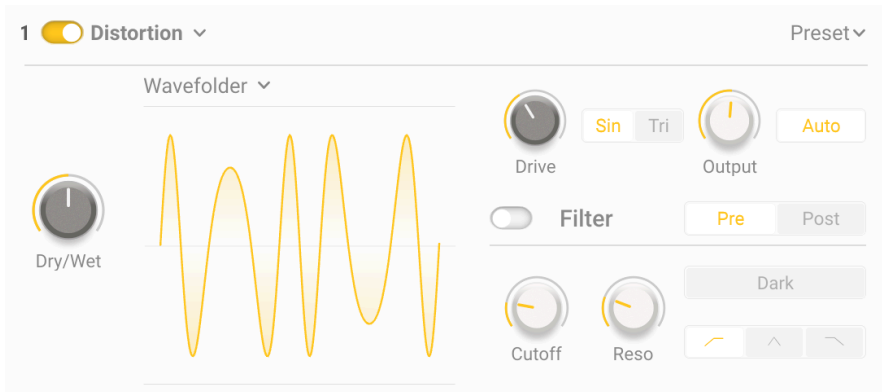 1 Distortion Preset
Wavefolder
Sin Tri Auto
Drive Output
Filter Pre Post
Dry/Wet
Dark
Cutoff Reso